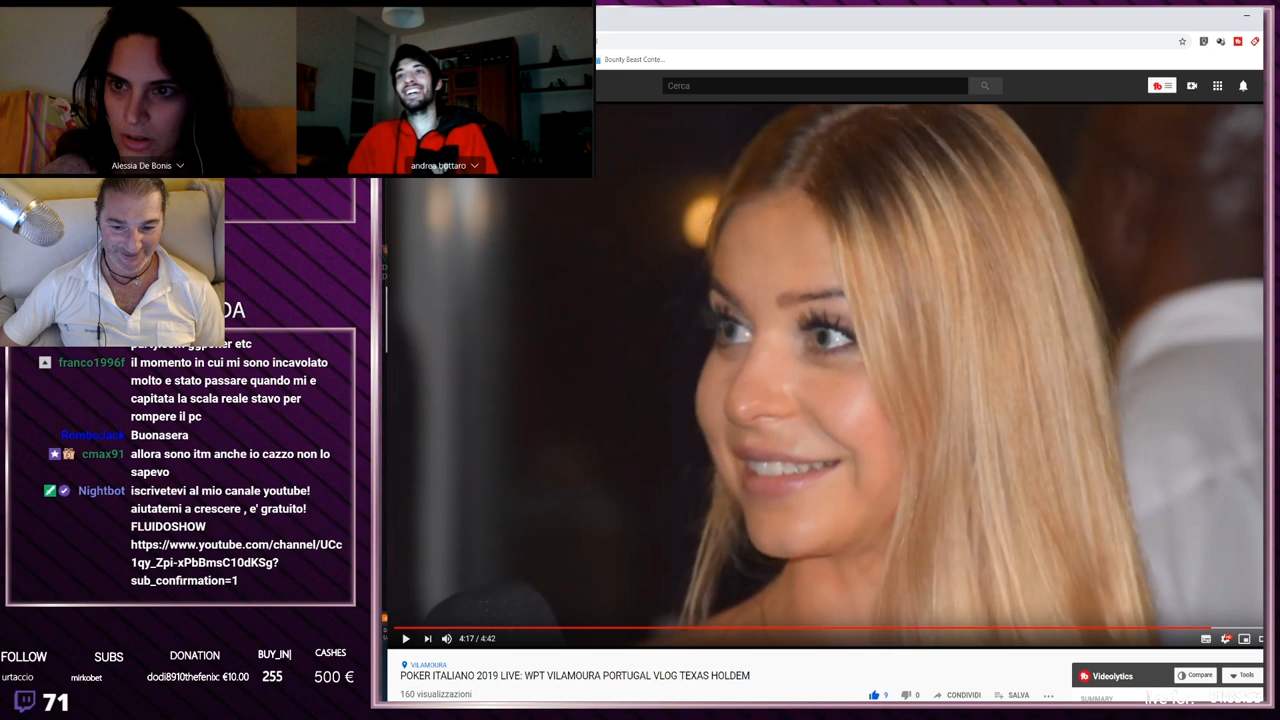 Alessia De Bonis
andrea bottaro
Bounty Beast Conte...
Cerca
DA
franco1996f il momento in cui mi sono incavolato
molto e stato passare quando mi e
capitata la scala reale stavo per
rompere il pc
RomboJack Buonasera
cmax91 allora sono itm anche io cazzo non lo
sapevo
Nightbot iscrivetevi al mio canale youtube!
aiutatemi a crescere , e' gratuito!
FLUIDOSHOW
https://www.youtube.com/channel/UCc
1qy_Zpi-xPbBmsC10dKSg?
sub_confirmation=1
4:17 / 4:42
VILAMOURA
POKER ITALIANO 2019 LIVE: WPT VILAMOURA PORTUGAL VLOG TEXAS HOLDEM
160 visualizzazioni
9 0 CONDIVIDI SALVA ...
Videolytics Compare Tools
SUMMARY
FOLLOW SUBS DONATION BUY_IN| CASHES
urtaccio mirkobet dodi8910thefenix: €10.00 255 500 €
71